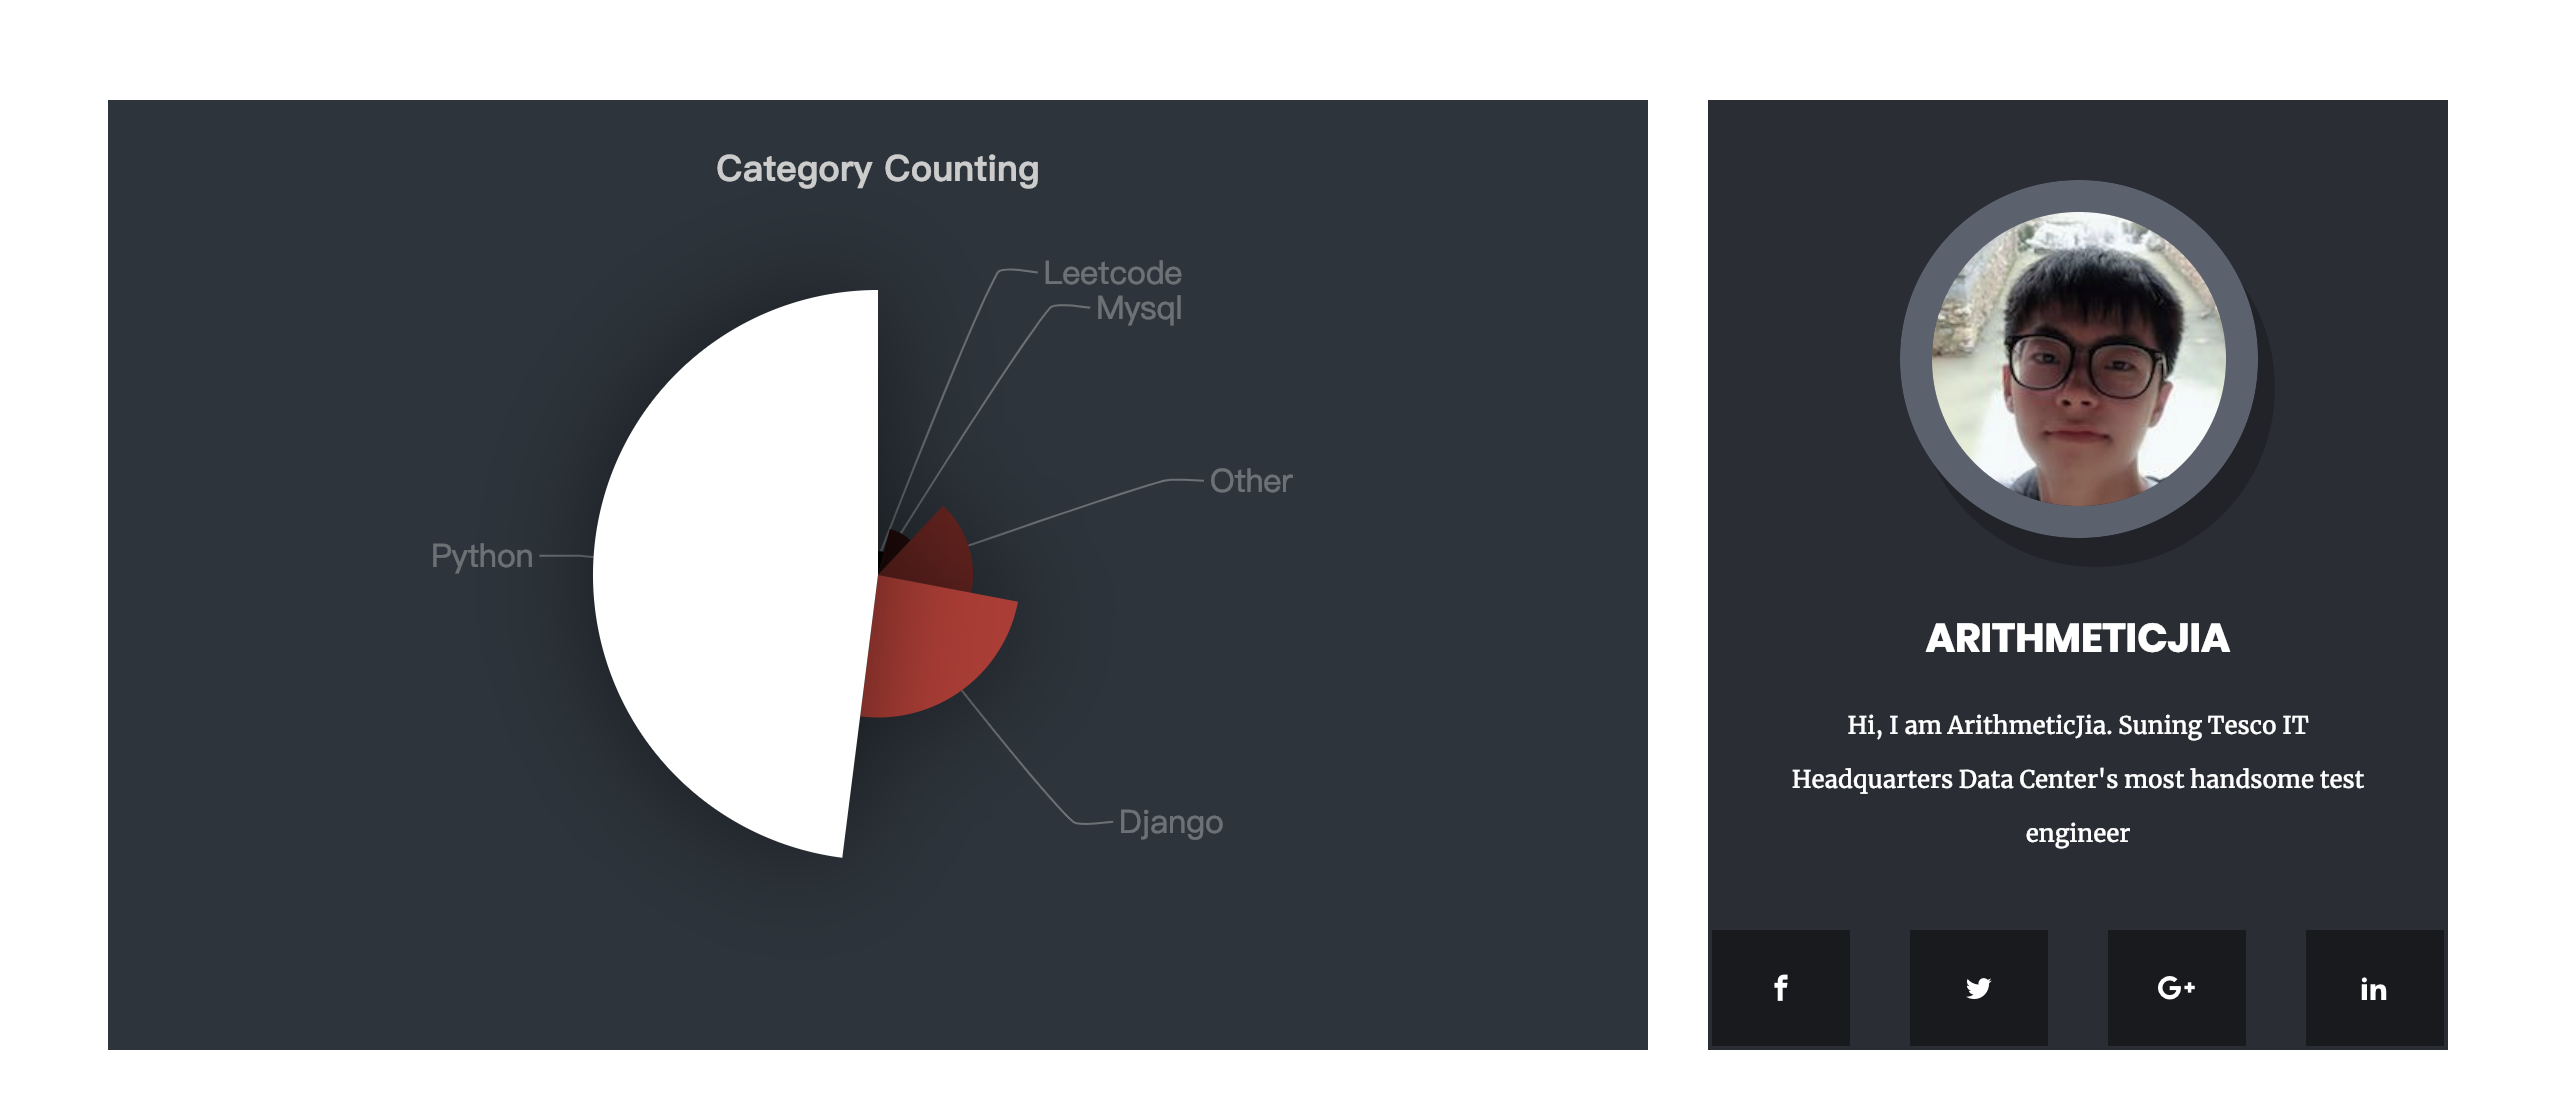 Category Counting
Leetcode
Mysql
Other
Python
Django
ARITHMETICJIA
Hi, I am ArithmeticJia. Suning Tesco IT
Headquarters Data Center's most handsome test
engineer
f
G+
in